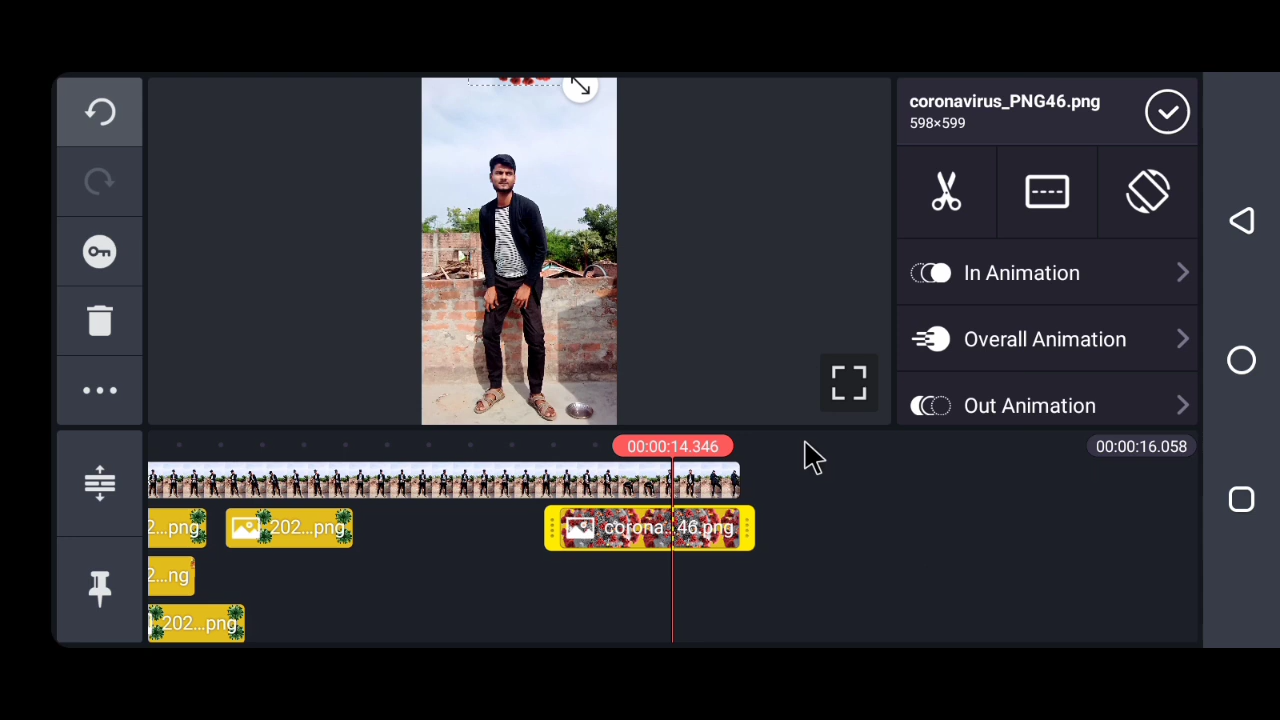 coronavirus_PNG46.png
598×599
In Animation
Overall Animation
Out Animation
00:00:14.346
00:00:16.058
2...png
202...png
corona...46.png
2...ng
202...png